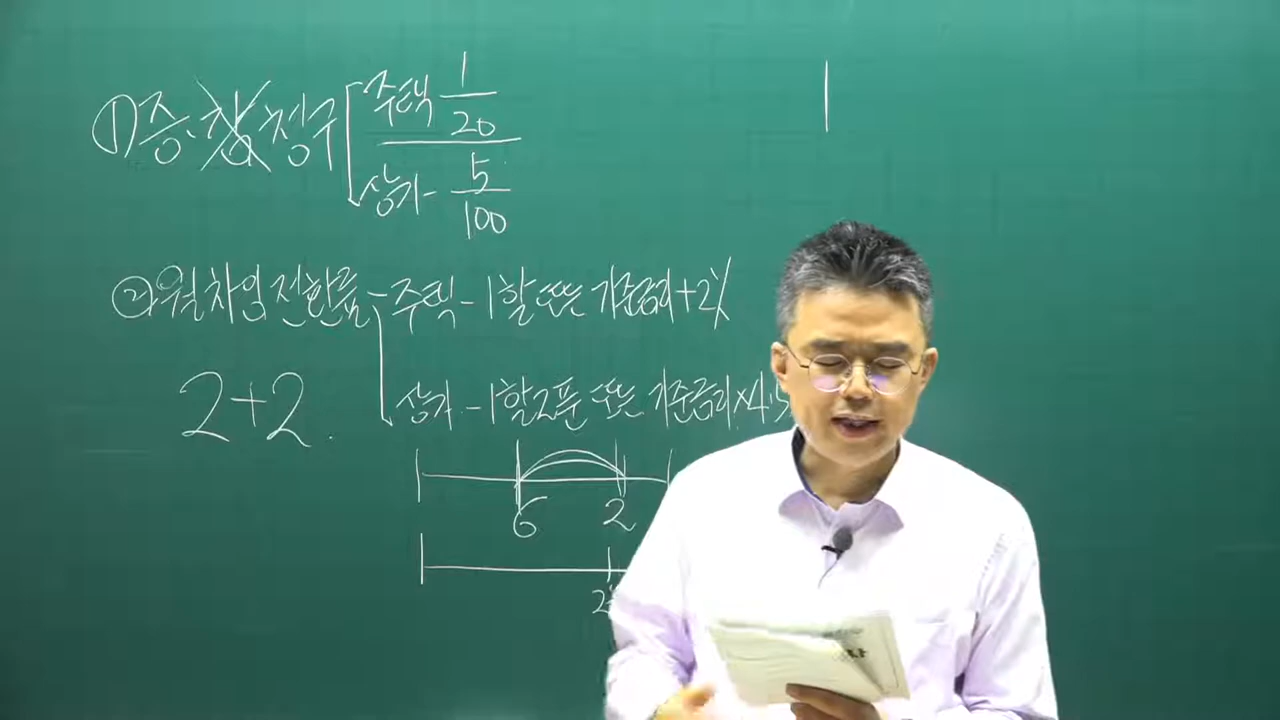 ① 증·감 청구 주택 1/20
상가 - 5/100
② 월차임 전환률 - 주택 - 1할 또는 기준금리+2%
상가 - 1할2푼 또는 기준금리×4.5
2+2
6 2
2